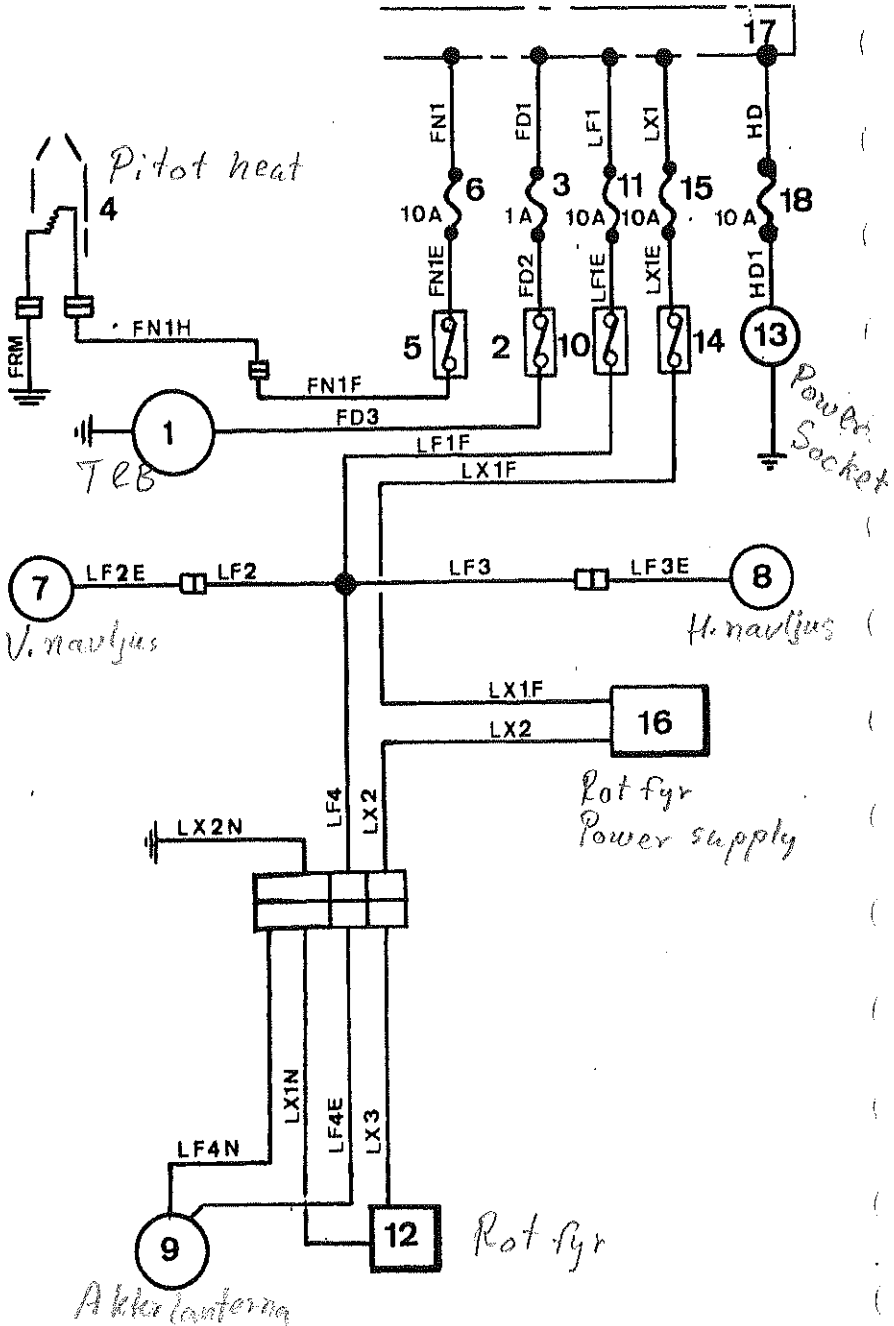 17
FN1
FD1
LF1
LX1
HD
Pitot heat
4
6
3
11
15
18
10A
1A
10A
10A
10A
FN1E
FD2
LF1E
LX1E
HD1
FRM
FN1H
5
2
10
14
13
Power
Socket
FN1F
FD3
1
LF1F
LX1F
7
LF2E
LF2
LF3
LF3E
8
V. navljus
H. navljus
LX1F
16
LX2
Rot fyr
Power supply
LF4
LX2
LX2N
LX1N
LF4E
LX3
LF4N
9
12
Rot fyr